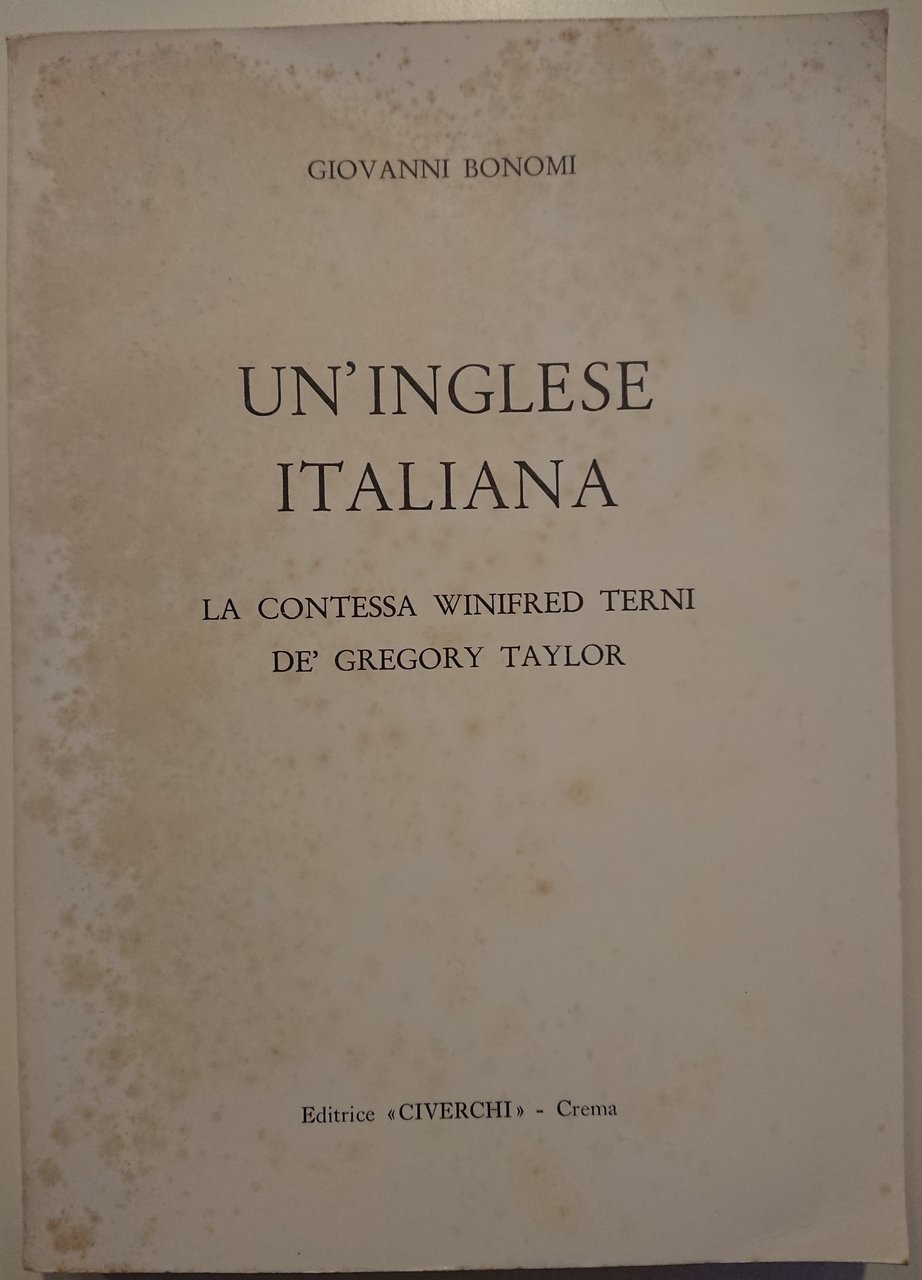 GIOVANNI BONOMI
UN’INGLESE
ITALIANA
LA CONTESSA WINIFRED TERNI
DE’ GREGORY TAYLOR
Editrice «CIVERCHI» - Crema